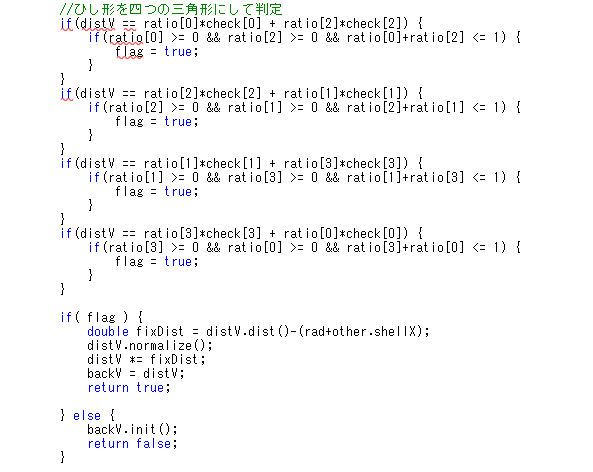 //ひし形を四つの三角形にして判定
if(distV == ratio[0]*check[0] + ratio[2]*check[2]) {
if(ratio[0] >= 0 && ratio[2] >= 0 && ratio[0]+ratio[2] <= 1) {
flag = true;
}
}
if(distV == ratio[2]*check[2] + ratio[1]*check[1]) {
if(ratio[2] >= 0 && ratio[1] >= 0 && ratio[2]+ratio[1] <= 1) {
flag = true;
}
}
if(distV == ratio[1]*check[1] + ratio[3]*check[3]) {
if(ratio[1] >= 0 && ratio[3] >= 0 && ratio[1]+ratio[3] <= 1) {
flag = true;
}
}
if(distV == ratio[3]*check[3] + ratio[0]*check[0]) {
if(ratio[3] >= 0 && ratio[0] >= 0 && ratio[3]+ratio[0] <= 1) {
flag = true;
}
}
if( flag ) {
double fixDist = distV.dist()-(rad+other.shellX);
distV.normalize();
distV *= fixDist;
backV = distV;
return true;
} else {
backV.init();
return false;
}